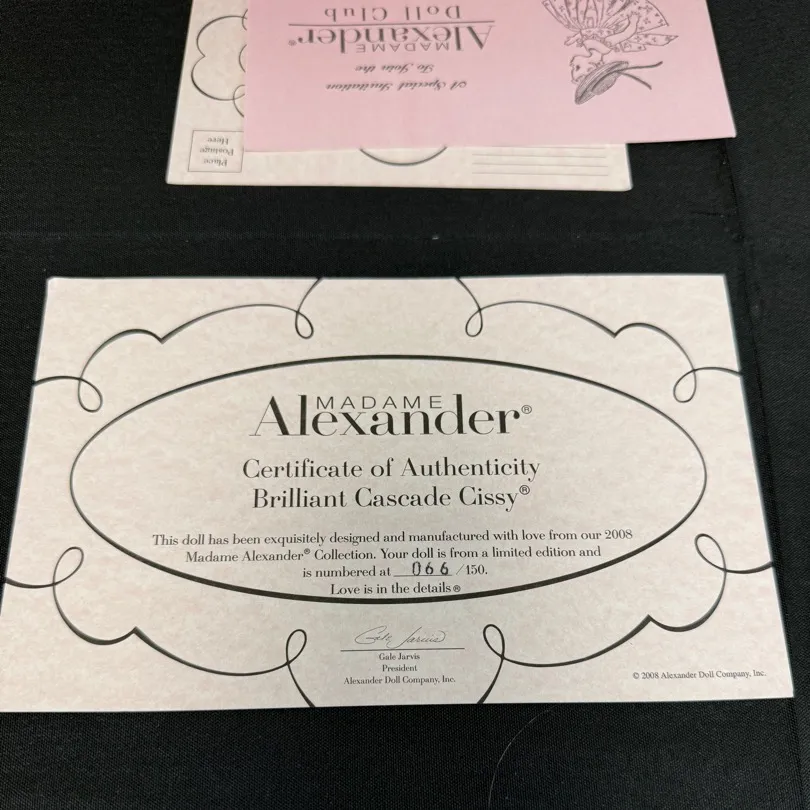 MADAME
Alexander®
Doll Club
To Join the
A Special Invitation
Place
Postage
Here
MADAME
Alexander®
Certificate of Authenticity
Brilliant Cascade Cissy®
This doll has been exquisitely designed and manufactured with love from our 2008
Madame Alexander® Collection. Your doll is from a limited edition and
is numbered at 066 /150.
Love is in the details®
Gale Jarvis
Gale Jarvis
President
Alexander Doll Company, Inc.
© 2008 Alexander Doll Company, Inc.